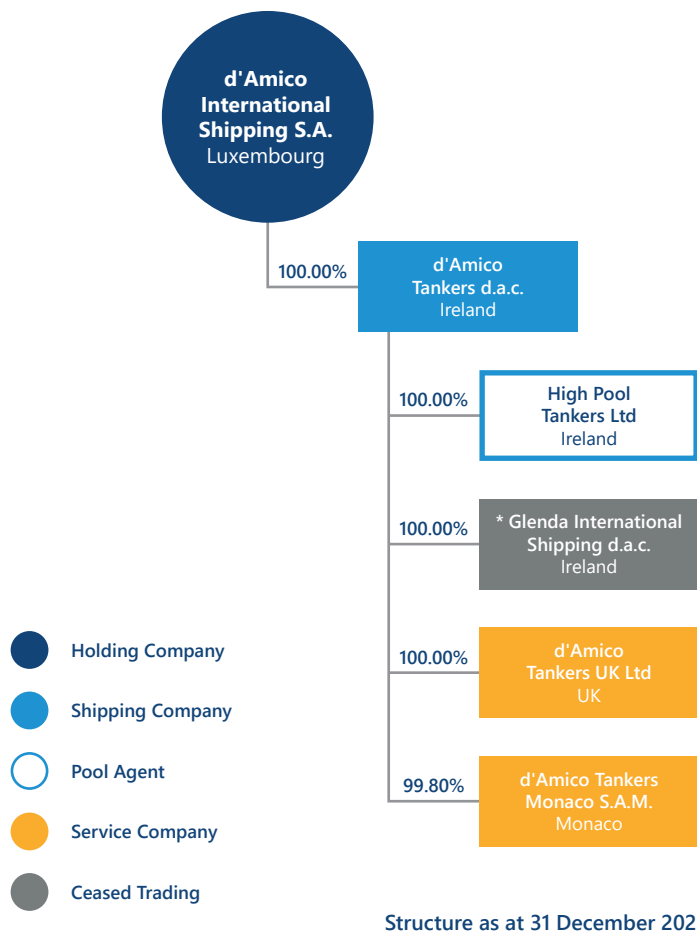 d'Amico
International
Shipping S.A.
Luxembourg
100.00%
d'Amico
Tankers d.a.c.
Ireland
100.00%
High Pool
Tankers Ltd
Ireland
100.00%
* Glenda International
Shipping d.a.c.
Ireland
100.00%
d'Amico
Tankers UK Ltd
UK
99.80%
d'Amico Tankers
Monaco S.A.M.
Monaco
Holding Company
Shipping Company
Pool Agent
Service Company
Ceased Trading
Structure as at 31 December 202